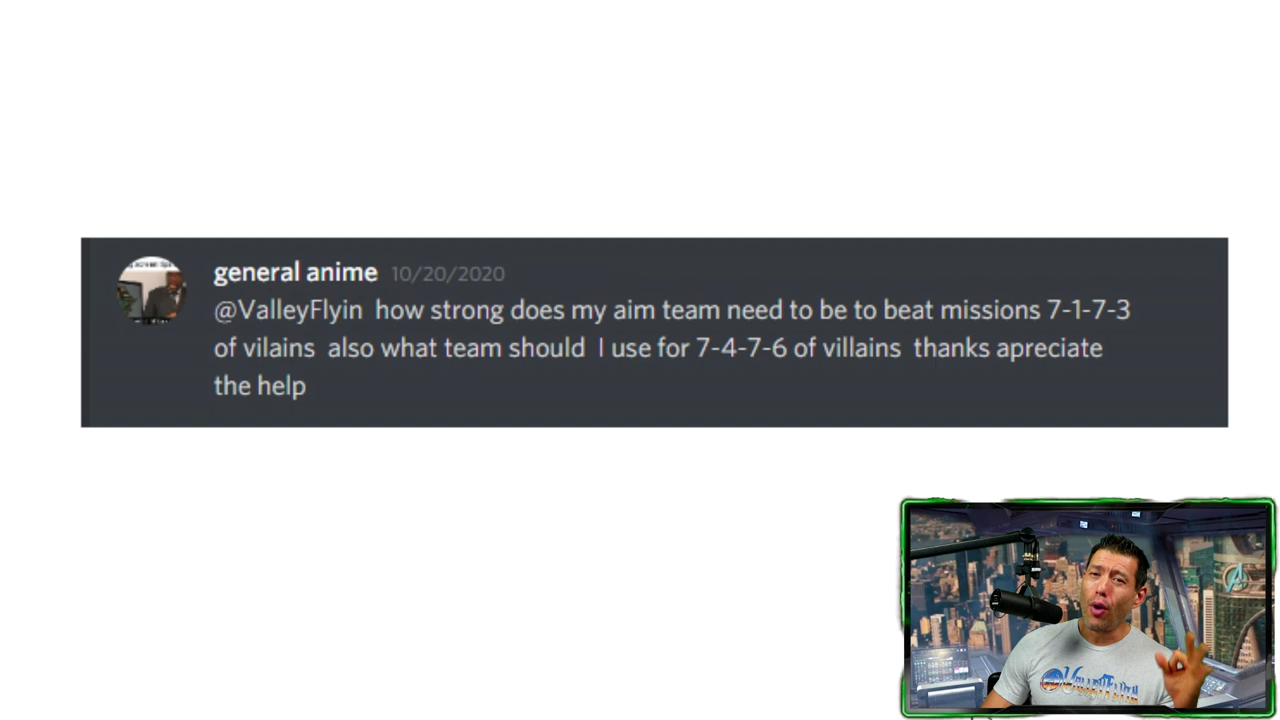 general anime 10/20/2020
@ValleyFlyin how strong does my aim team need to be to beat missions 7-1-7-3
of vilains also what team should I use for 7-4-7-6 of villains thanks apreciate
the help
VALLEYFLYIN